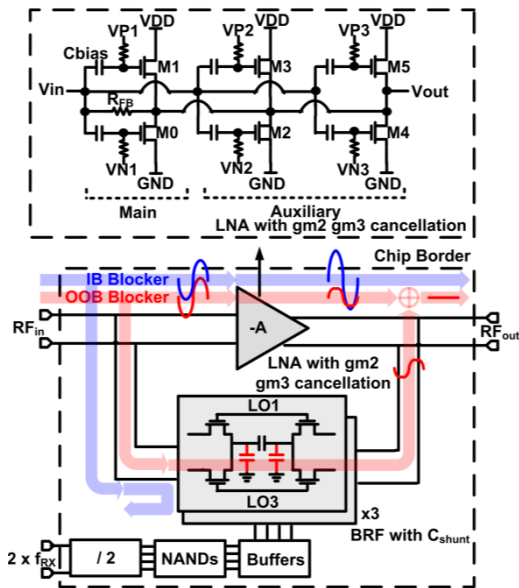 VP1 VDD VP2 VDD VP3 VDD
Cbias M1 M3 M5
Vin Vout
RFB
M0 M2 M4
VN1 VN2 VN3
GND GND GND
Main Auxiliary
LNA with gm2 gm3 cancellation
Chip Border
IB Blocker
OOB Blocker
RFin -A RFout
LNA with gm2
gm3 cancellation
LO1
LO3
x3
BRF with Cshunt
2 x fRX / 2 NANDs Buffers